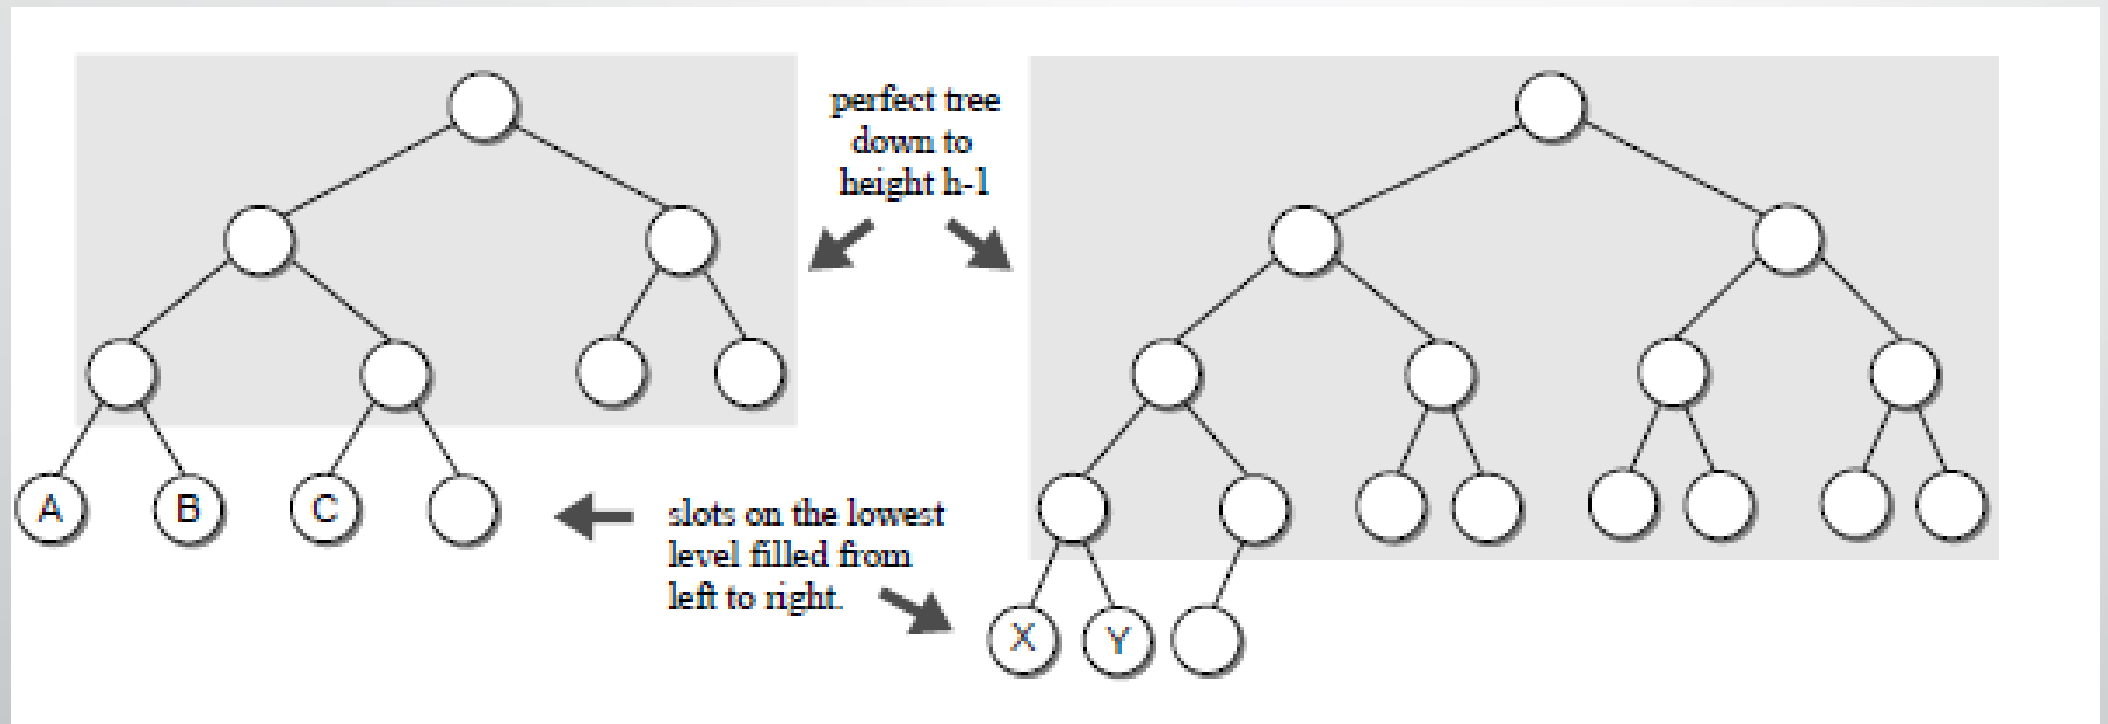 perfect tree
down to
height h-1
A
B
C
slots on the lowest
level filled from
left to right.
X
Y